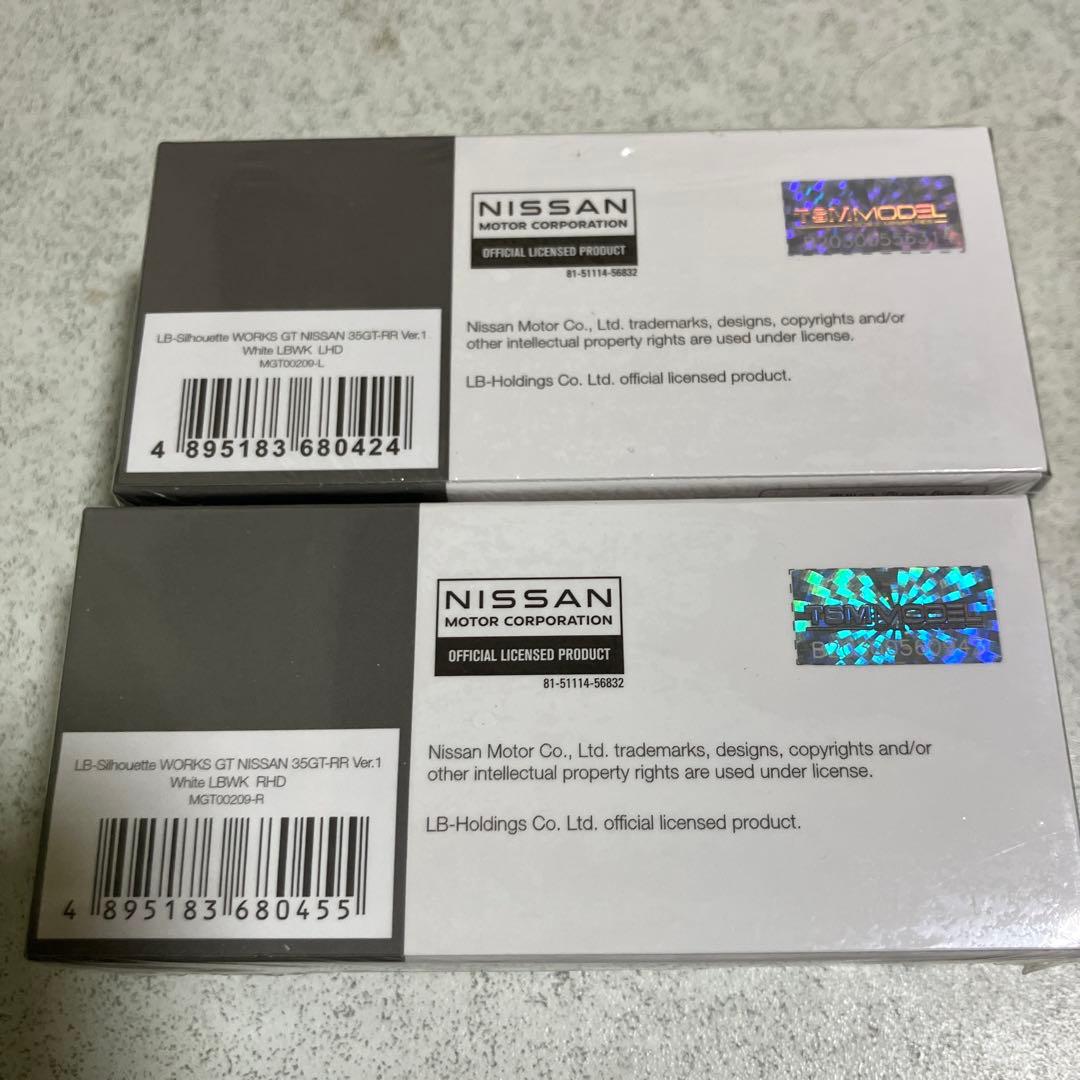 NISSAN
MOTOR CORPORATION
OFFICIAL LICENSED PRODUCT
81-51114-56832
TSM MODEL
LB-Silhouette WORKS GT NISSAN 35GT-RR Ver.1
White LBWK LHD
MGT00209-L
4 895183 680424
Nissan Motor Co., Ltd. trademarks, designs, copyrights and/or
other intellectual property rights are used under license.
LB-Holdings Co. Ltd. official licensed product.
NISSAN
MOTOR CORPORATION
OFFICIAL LICENSED PRODUCT
81-51114-56832
TSM MODEL
LB-Silhouette WORKS GT NISSAN 35GT-RR Ver.1
White LBWK RHD
MGT00209-R
4 895183 680455
Nissan Motor Co., Ltd. trademarks, designs, copyrights and/or
other intellectual property rights are used under license.
LB-Holdings Co. Ltd. official licensed product.